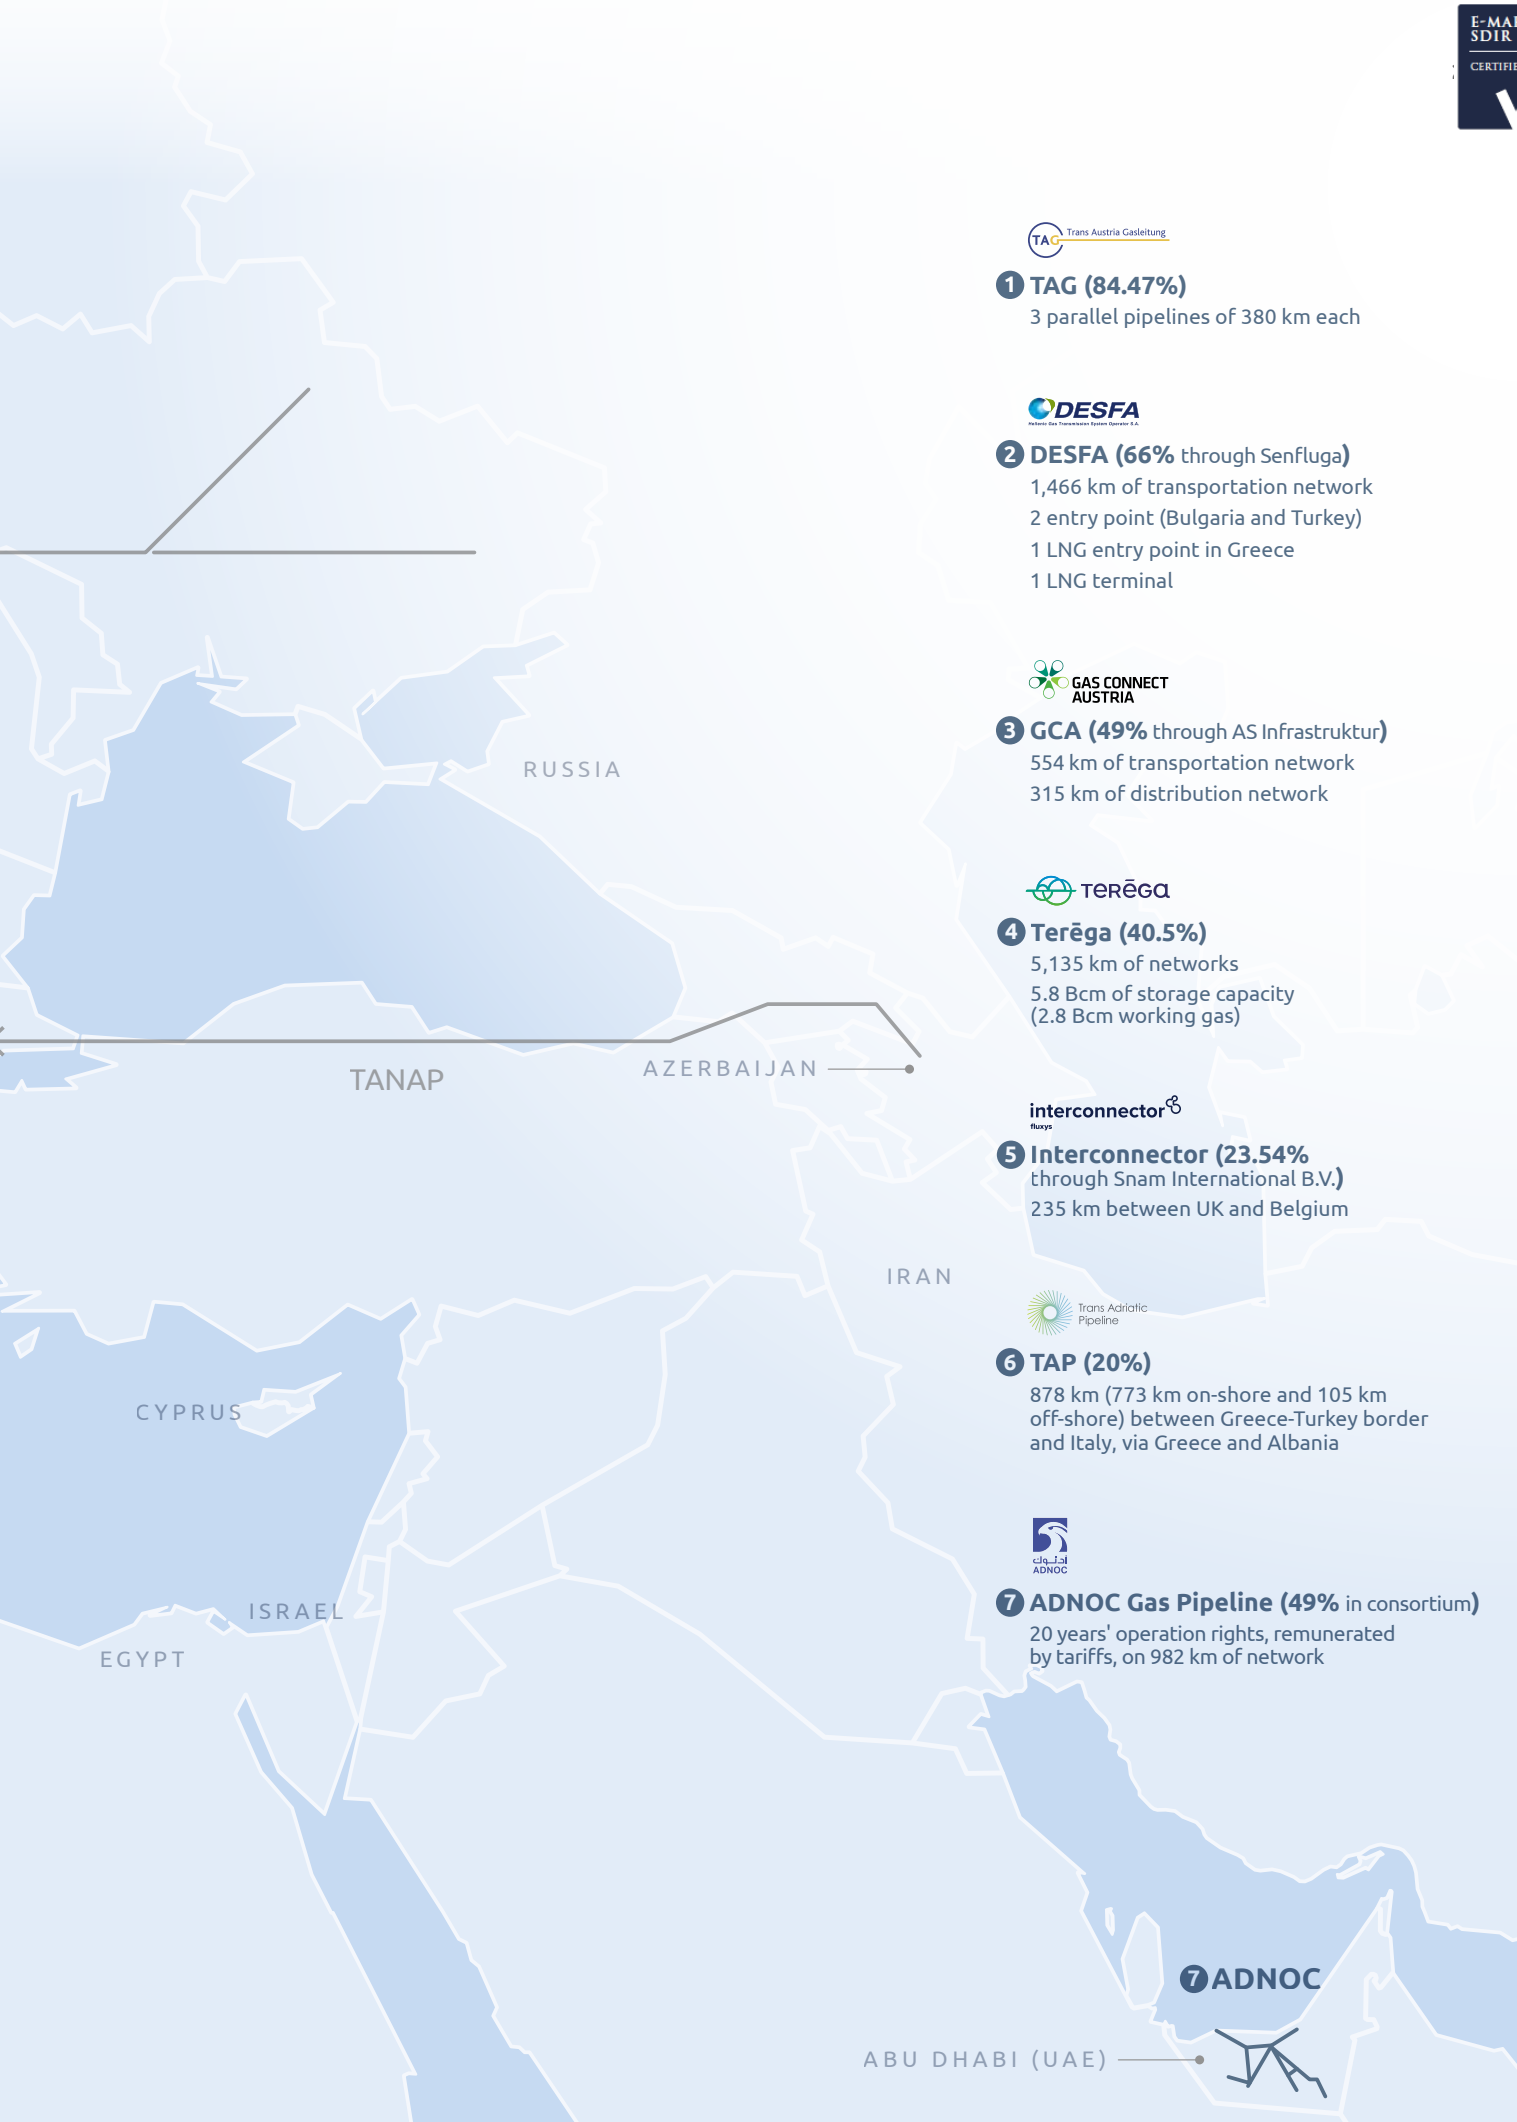 E-MAI
SDIR
CERTIFIE
TAG Trans Austria Gasleitung
1 TAG (84.47%)
3 parallel pipelines of 380 km each
DESFA
Hellenic Gas Transmission System Operator S.A.
2 DESFA (66% through Senfluga)
1,466 km of transportation network
2 entry point (Bulgaria and Turkey)
1 LNG entry point in Greece
1 LNG terminal
GAS CONNECT
AUSTRIA
3 GCA (49% through AS Infrastruktur)
554 km of transportation network
315 km of distribution network
RUSSIA
TERĒGA
4 Terēga (40.5%)
5,135 km of networks
5.8 Bcm of storage capacity
(2.8 Bcm working gas)
AZERBAIJAN
TANAP
interconnector
fluxys
5 Interconnector (23.54%
through Snam International B.V.)
235 km between UK and Belgium
IRAN
Trans Adriatic
Pipeline
6 TAP (20%)
878 km (773 km on-shore and 105 km
off-shore) between Greece-Turkey border
and Italy, via Greece and Albania
CYPRUS
أدنوك
ADNOC
7 ADNOC Gas Pipeline (49% in consortium)
20 years' operation rights, remunerated
by tariffs, on 982 km of network
ISRAEL
EGYPT
7 ADNOC
ABU DHABI (UAE)